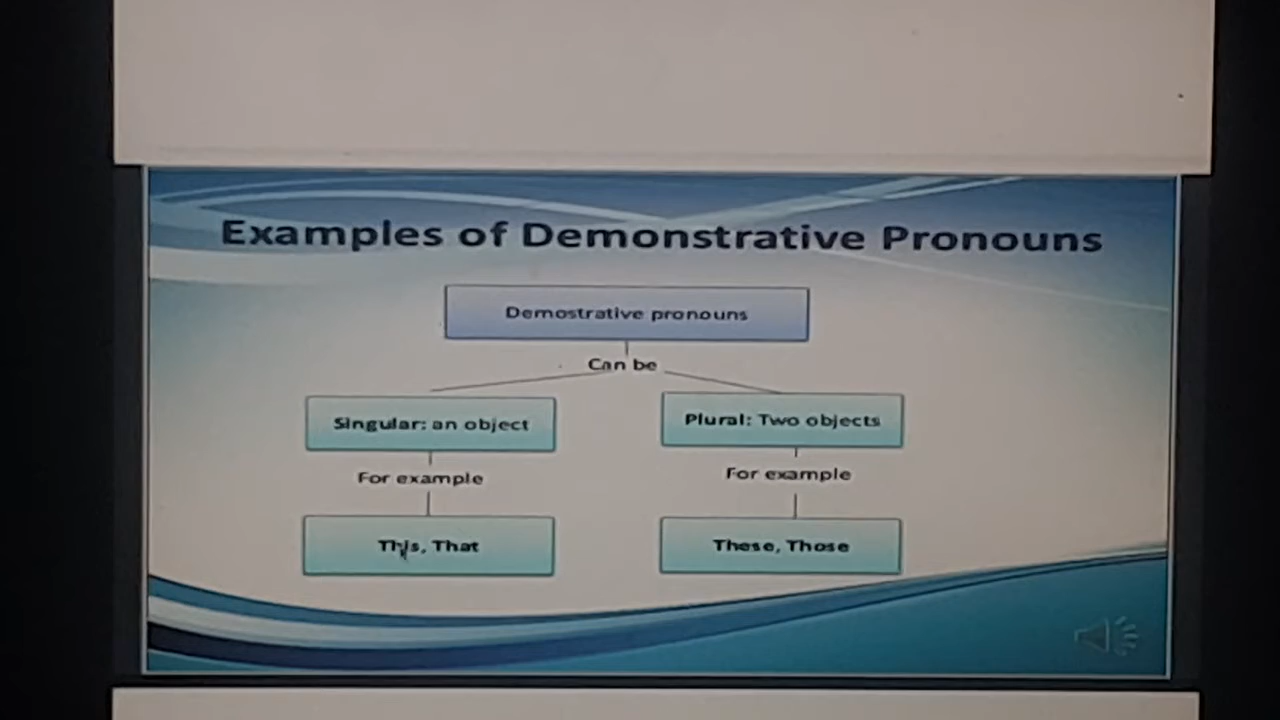 Examples of Demonstrative Pronouns
Demostrative pronouns
Can be
Singular: an object
Plural: Two objects
For example
For example
This, That
These, Those